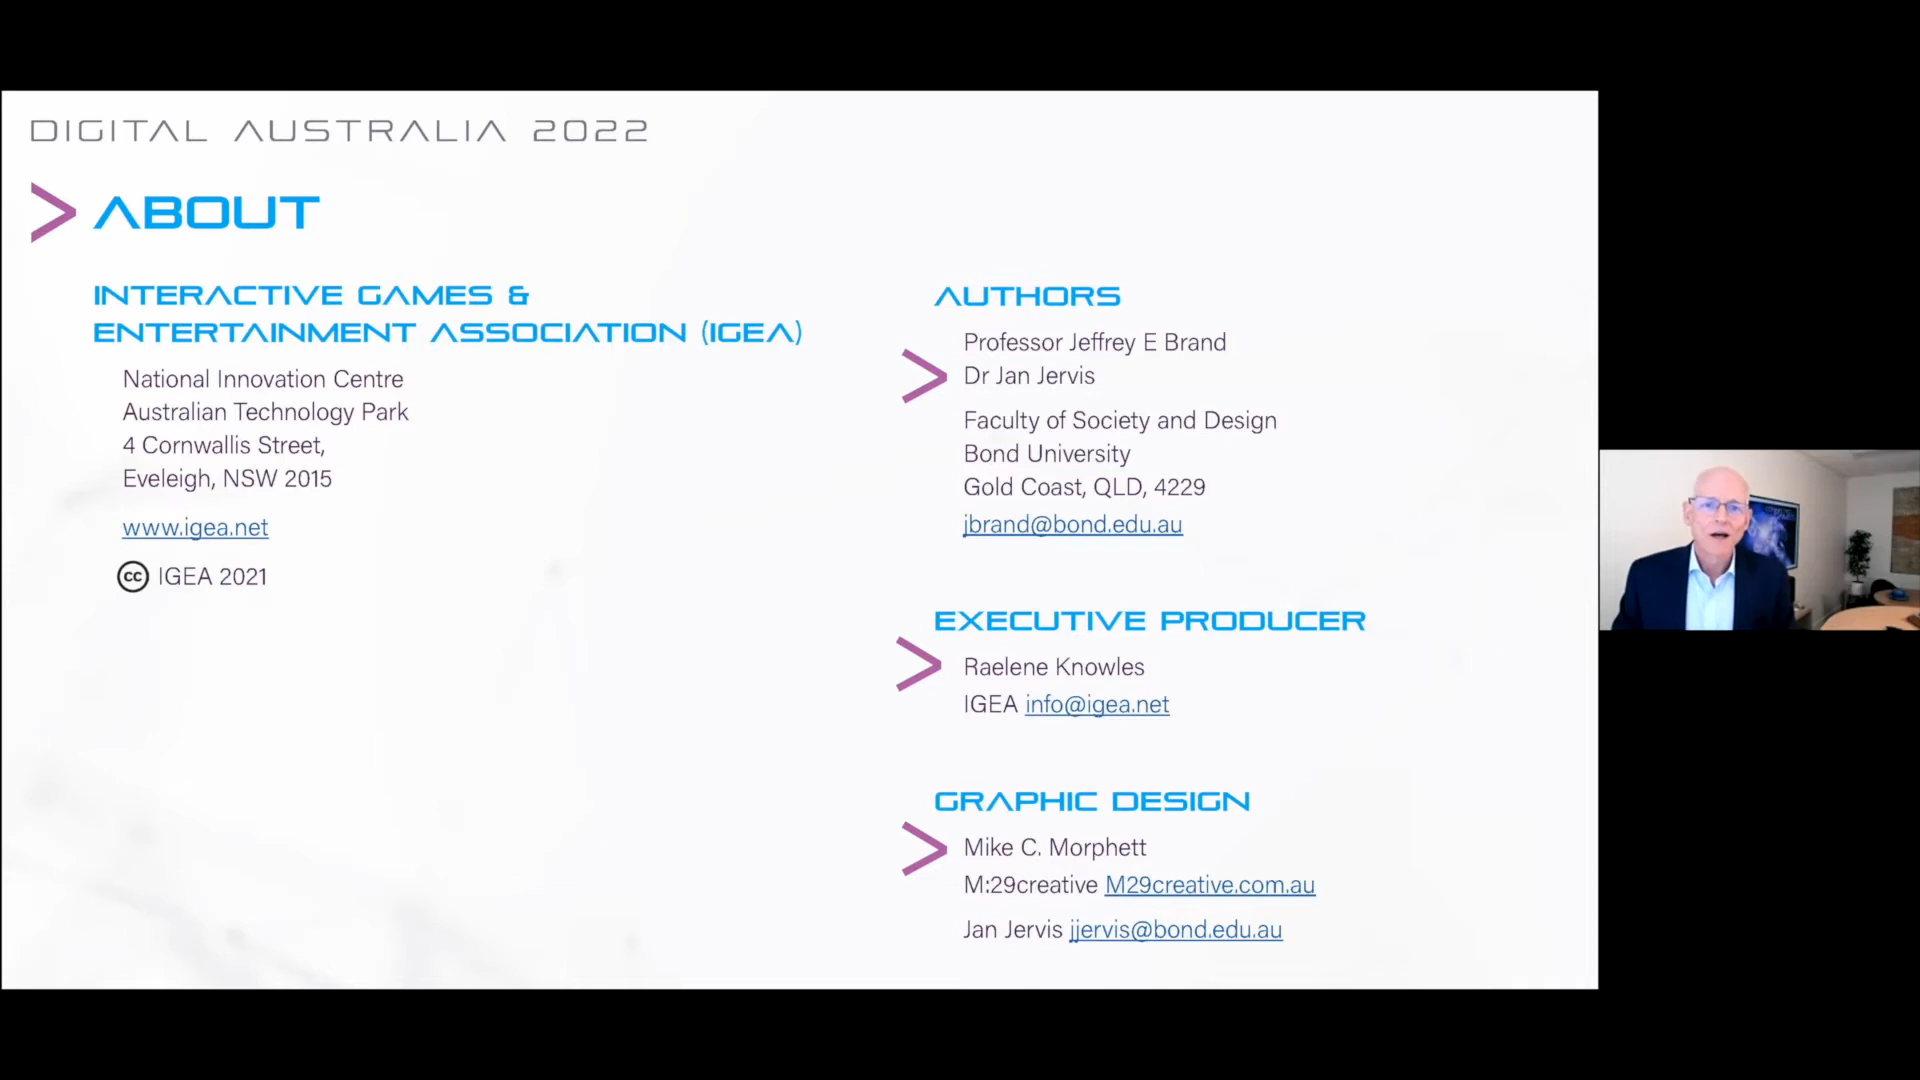 DIGITAL AUSTRALIA 2022
> ABOUT
INTERACTIVE GAMES &
ENTERTAINMENT ASSOCIATION (IGEA)
National Innovation Centre
Australian Technology Park
4 Cornwallis Street,
Eveleigh, NSW 2015
www.igea.net
cc IGEA 2021
AUTHORS
Professor Jeffrey E Brand
Dr Jan Jervis
Faculty of Society and Design
Bond University
Gold Coast, QLD, 4229
jbrand@bond.edu.au
EXECUTIVE PRODUCER
Raelene Knowles
IGEA info@igea.net
GRAPHIC DESIGN
Mike C. Morphett
M:29creative M29creative.com.au
Jan Jervis jjervis@bond.edu.au